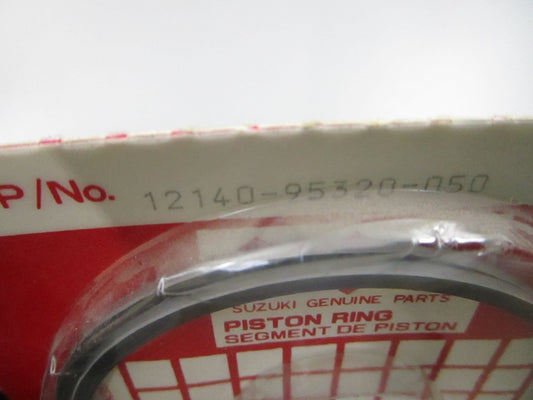 P/No. 12140-95320-050
SUZUKI GENUINE PARTS
PISTON RING
SEGMENT DE PISTON